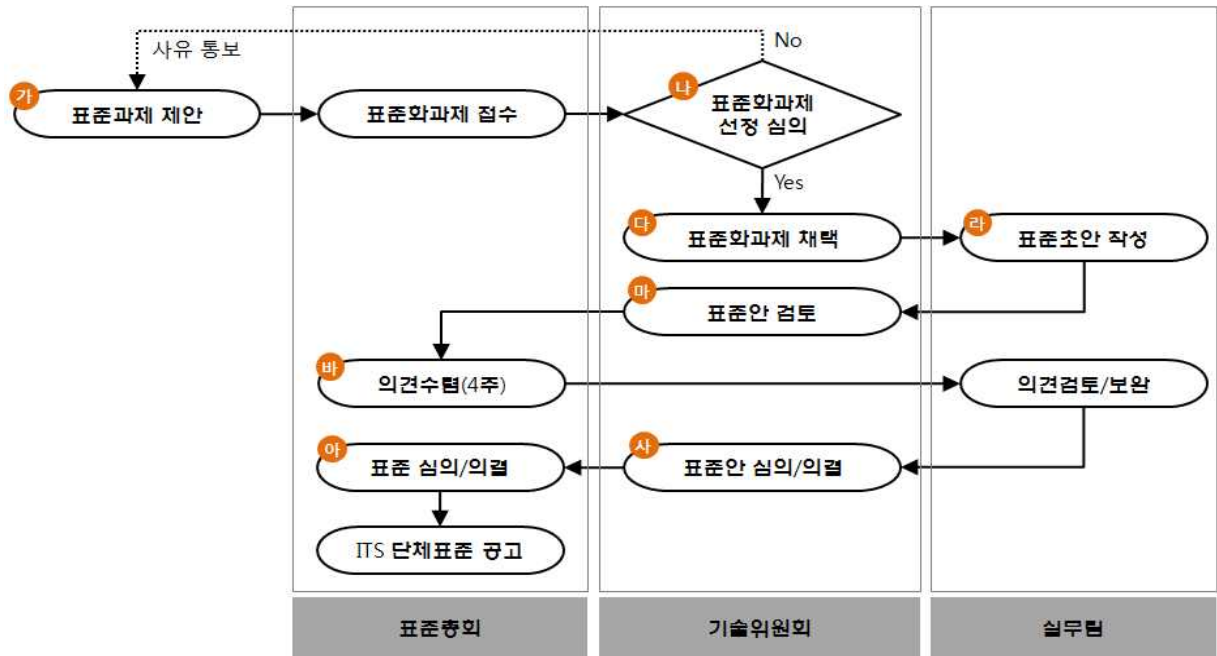 사유 통보
No
가
표준과제 제안
표준화과제 접수
나
표준화과제
선정 심의
Yes
다
표준화과제 채택
라
표준초안 작성
마
표준안 검토
바
의견수렴(4주)
의견검토/보완
아
표준 심의/의결
사
표준안 심의/의결
ITS 단체표준 공고
표준총회
기술위원회
실무팀